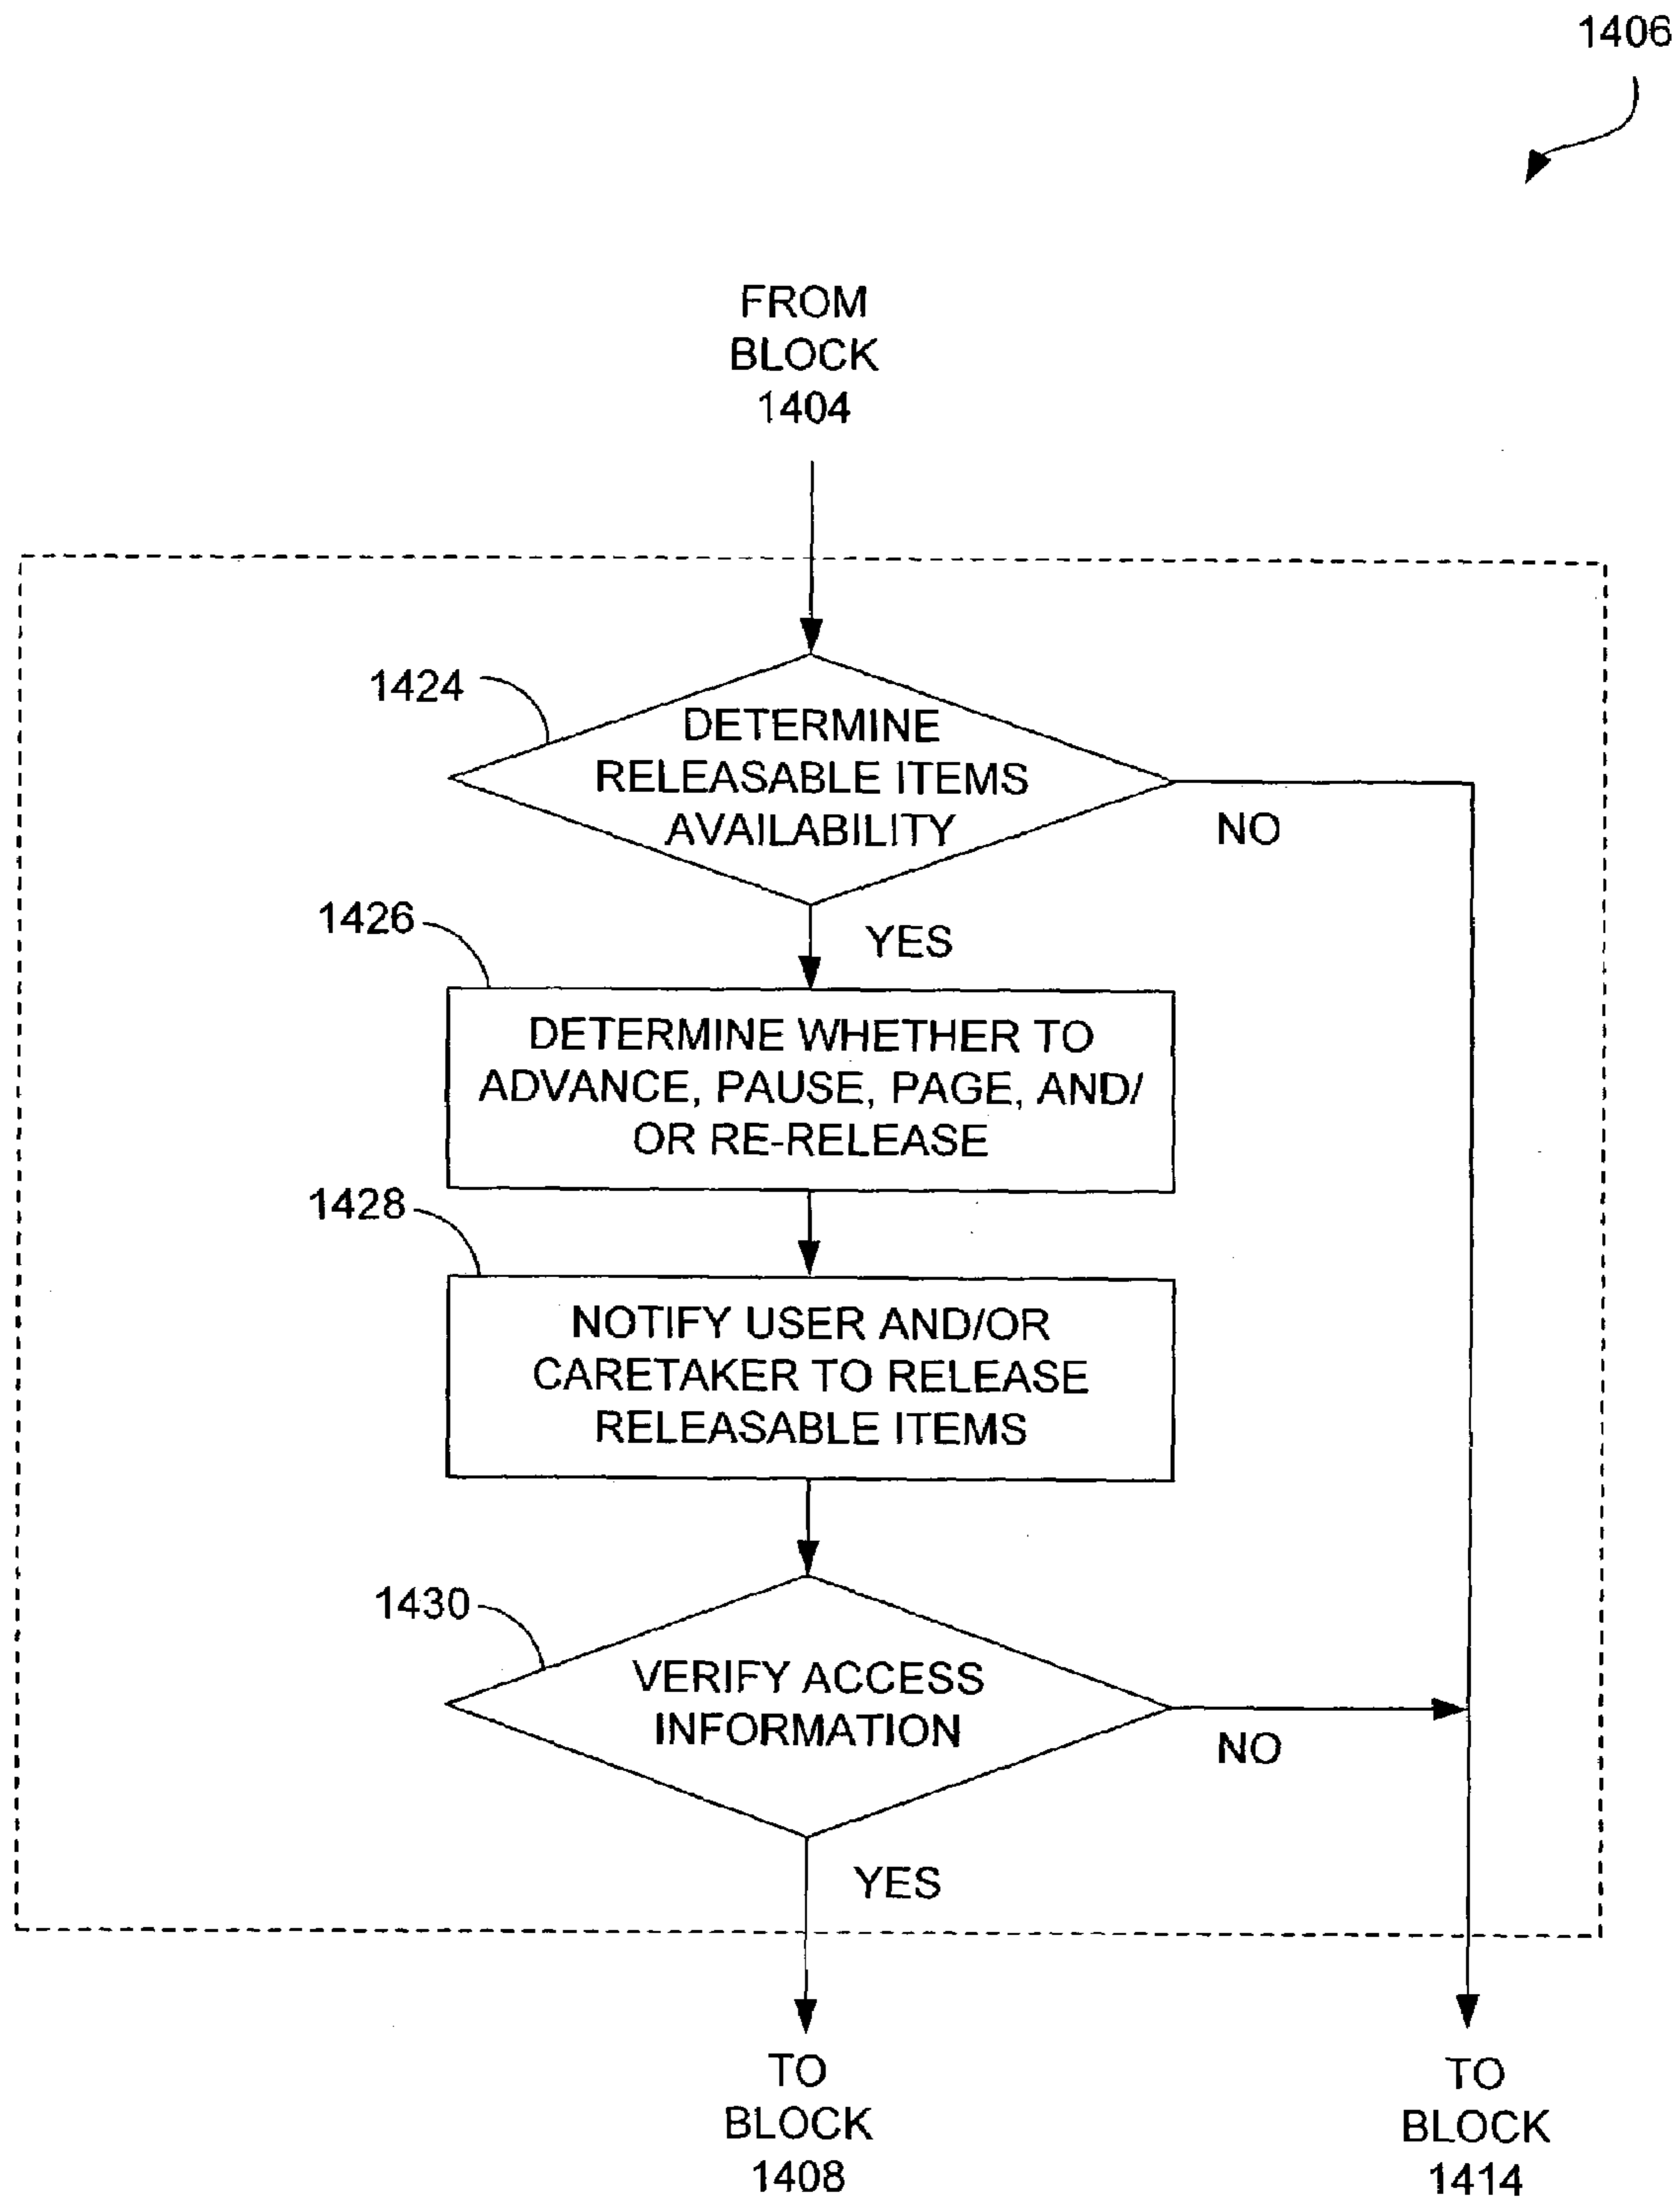 1406
FROM
BLOCK
1404
1424
DETERMINE
RELEASABLE ITEMS
AVAILABILITY
NO
1426
YES
DETERMINE WHETHER TO
ADVANCE, PAUSE, PAGE, AND/
OR RE-RELEASE
1428
NOTIFY USER AND/OR
CARETAKER TO RELEASE
RELEASABLE ITEMS
1430
VERIFY ACCESS
INFORMATION
NO
YES
TO
BLOCK
1408
TO
BLOCK
1414